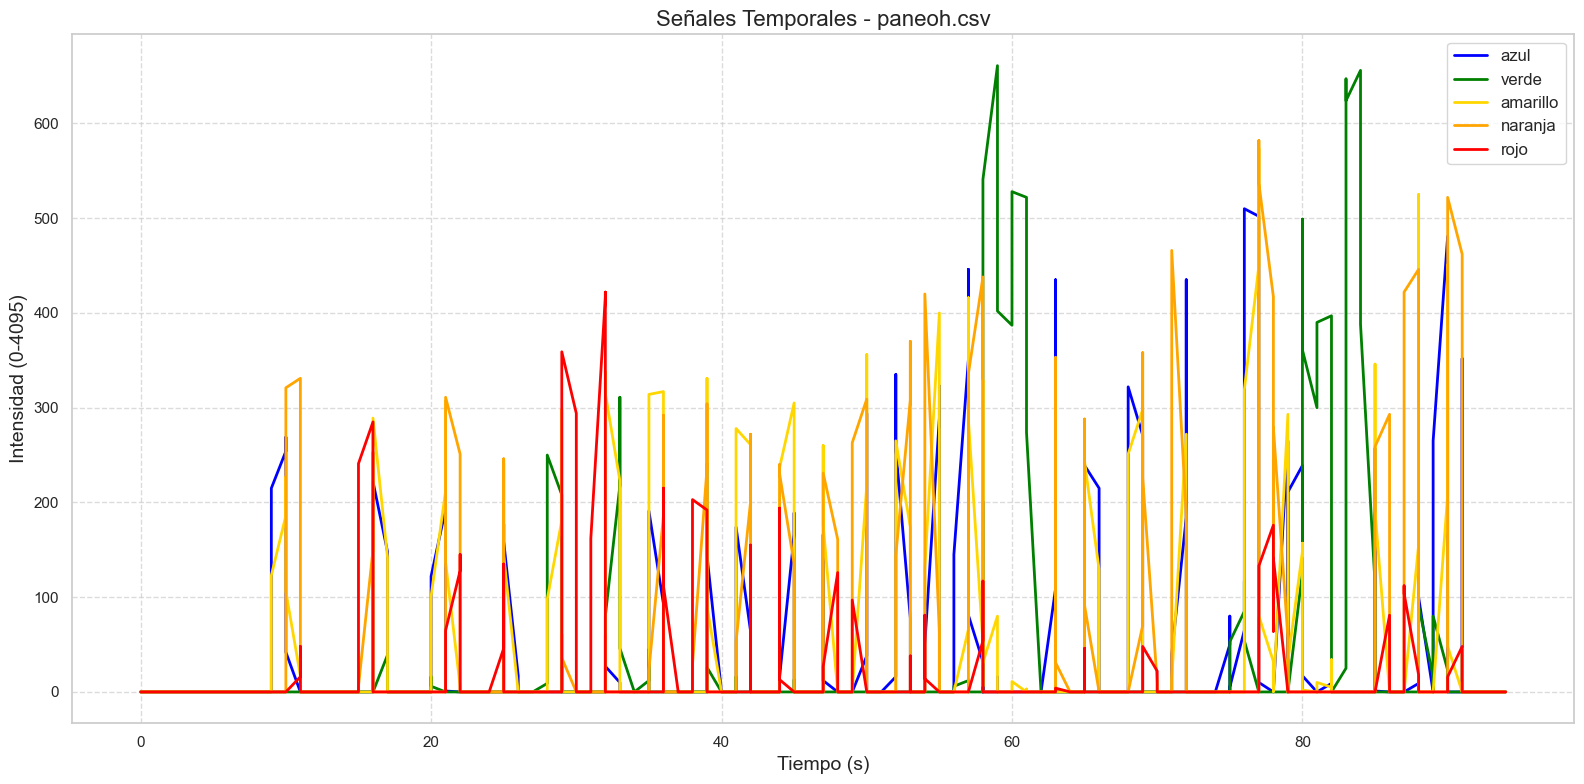 Señales Temporales - paneoh.csv
azul
verde
amarillo
naranja
rojo
Intensidad (0-4095)
600
500
400
300
200
100
0
0 20 40 60 80
Tiempo (s)